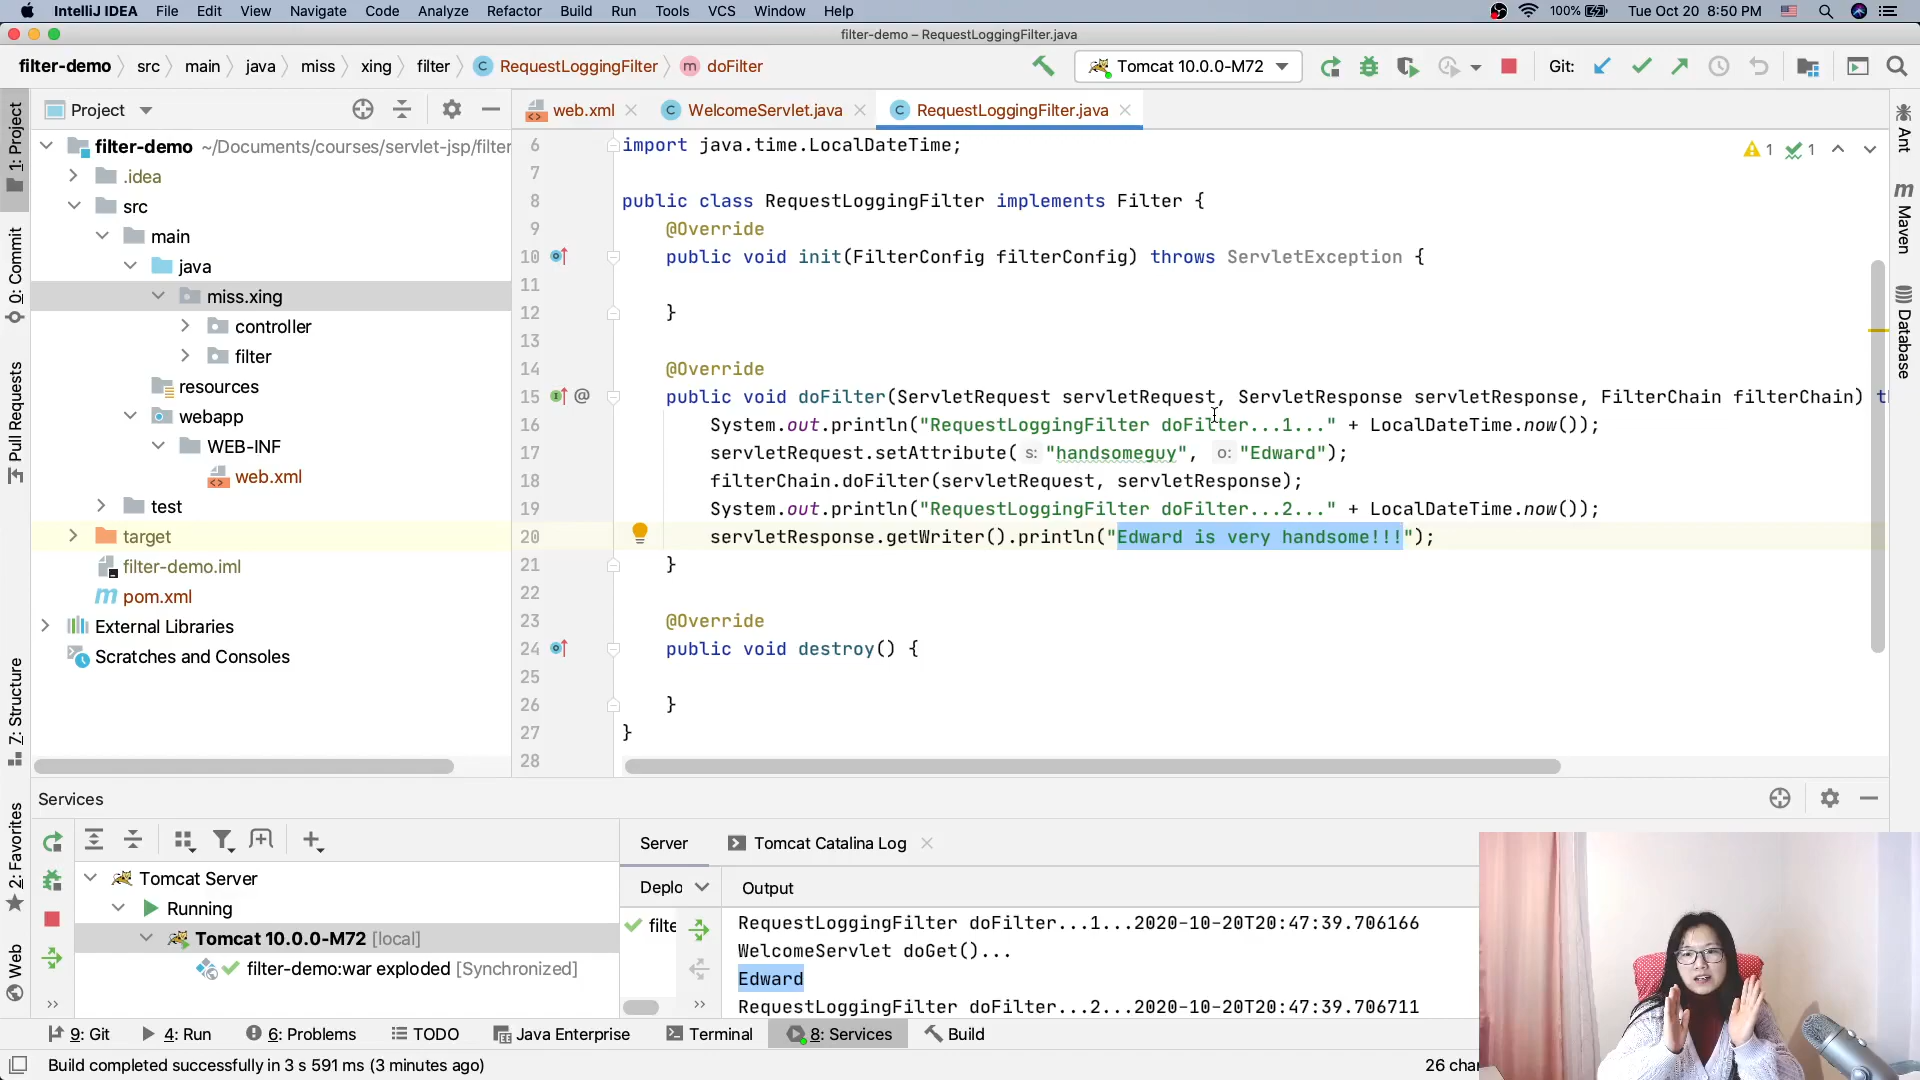 IntelliJ IDEA File Edit View Navigate Code Analyze Refactor Build Run Tools VCS Window Help 100% Tue Oct 20 8:50 PM
filter-demo – RequestLoggingFilter.java
filter-demo src main java miss xing filter C RequestLoggingFilter m doFilter Tomcat 10.0.0-M72 Git:
Project web.xml C WelcomeServlet.java C RequestLoggingFilter.java
filter-demo ~/Documents/courses/servlet-jsp/filter
.idea
src
main
java
miss.xing
controller
filter
resources
webapp
WEB-INF
web.xml
test
target
filter-demo.iml
m pom.xml
External Libraries
Scratches and Consoles
1: Project
0: Commit
Pull Requests
7: Structure
2: Favorites
Web
6 import java.time.LocalDateTime;
7
8 public class RequestLoggingFilter implements Filter {
9 @Override
10 public void init(FilterConfig filterConfig) throws ServletException {
11
12 }
13
14 @Override
15 @ public void doFilter(ServletRequest servletRequest, ServletResponse servletResponse, FilterChain filterChain) t
16 System.out.println("RequestLoggingFilter doFilter...1..." + LocalDateTime.now());
17 servletRequest.setAttribute( s: "handsomeguy", o: "Edward");
18 filterChain.doFilter(servletRequest, servletResponse);
19 System.out.println("RequestLoggingFilter doFilter...2..." + LocalDateTime.now());
20 servletResponse.getWriter().println("Edward is very handsome!!!");
21 }
22
23 @Override
24 public void destroy() {
25
26 }
27 }
28
1 1
Ant
m Maven
Database
Services
Server Tomcat Catalina Log
Tomcat Server
Running
Tomcat 10.0.0-M72 [local]
filter-demo:war exploded [Synchronized]
Deplo Output
filte
RequestLoggingFilter doFilter...1...2020-10-20T20:47:39.706166
WelcomeServlet doGet()...
Edward
RequestLoggingFilter doFilter...2...2020-10-20T20:47:39.706711
9: Git 4: Run 6: Problems TODO Java Enterprise Terminal 8: Services Build
Build completed successfully in 3 s 591 ms (3 minutes ago) 26 char